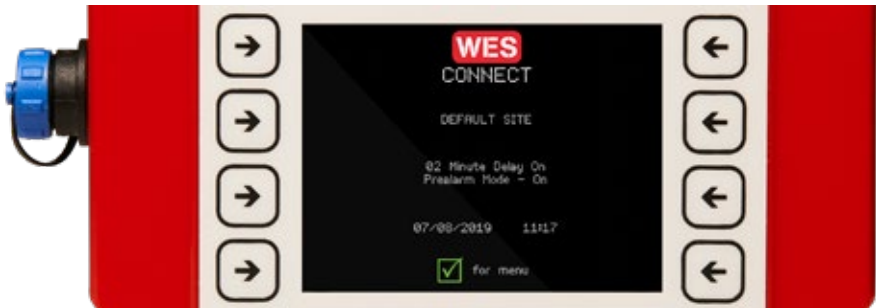 WES
CONNECT
DEFAULT SITE
02 Minute Delay On
Prealarm Mode - On
07/08/2019 11:17
for menu